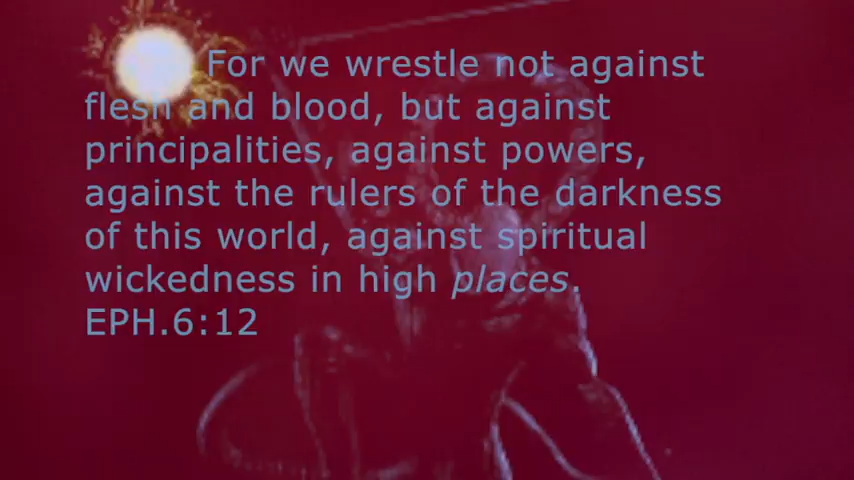 For we wrestle not against
flesh and blood, but against
principalities, against powers,
against the rulers of the darkness
of this world, against spiritual
wickedness in high places.
EPH.6:12